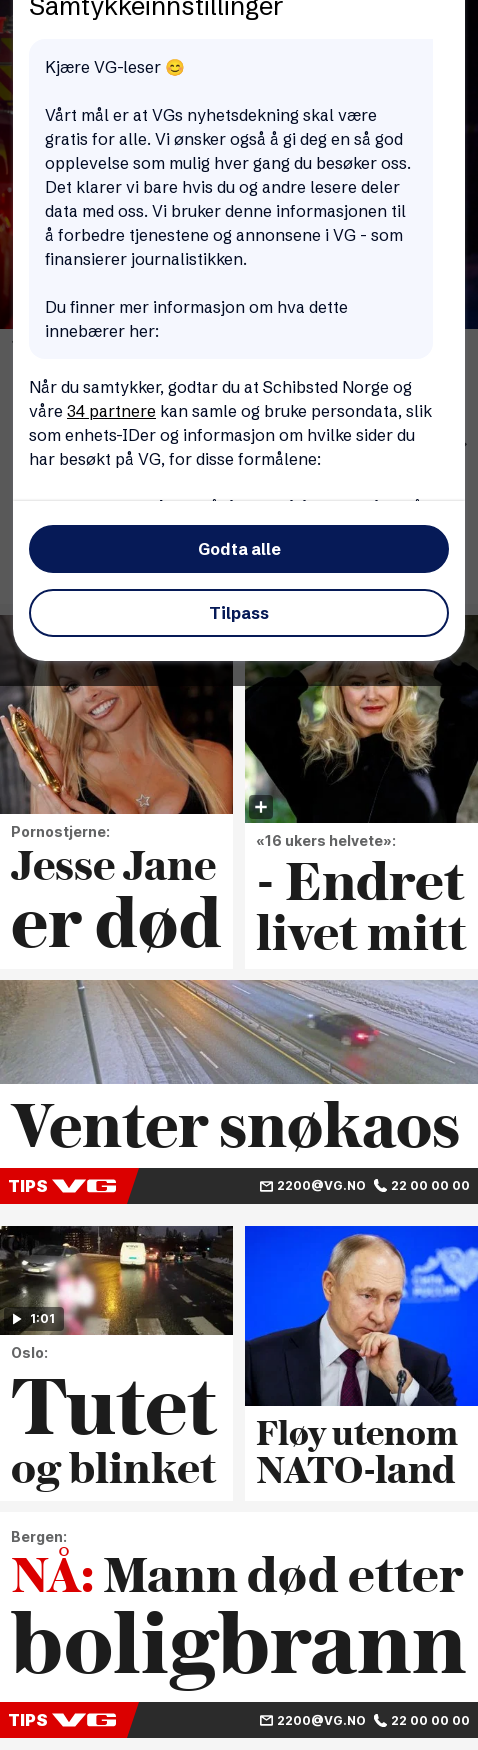 Samtykkeinnstillinger
Kjære VG-leser 😊
Vårt mål er at VGs nyhetsdekning skal være
gratis for alle. Vi ønsker også å gi deg en så god
opplevelse som mulig hver gang du besøker oss.
Det klarer vi bare hvis du og andre lesere deler
data med oss. Vi bruker denne informasjonen til
å forbedre tjenestene og annonsene i VG - som
finansierer journalistikken.
Du finner mer informasjon om hva dette
innebærer her:
Når du samtykker, godtar du at Schibsted Norge og
våre 34 partnere kan samle og bruke persondata, slik
som enhets-IDer og informasjon om hvilke sider du
har besøkt på VG, for disse formålene:
Godta alle
Tilpass
Pornostjerne:
Jesse Jane
er død
«16 ukers helvete»:
- Endret
livet mitt
Venter snøkaos
TIPS VG 2200@VG.NO 22 00 00 00
1:01
Oslo:
Tutet
og blinket
Fløy utenom
NATO-land
Bergen:
NÅ: Mann død etter
boligbrann
TIPS VG 2200@VG.NO 22 00 00 00